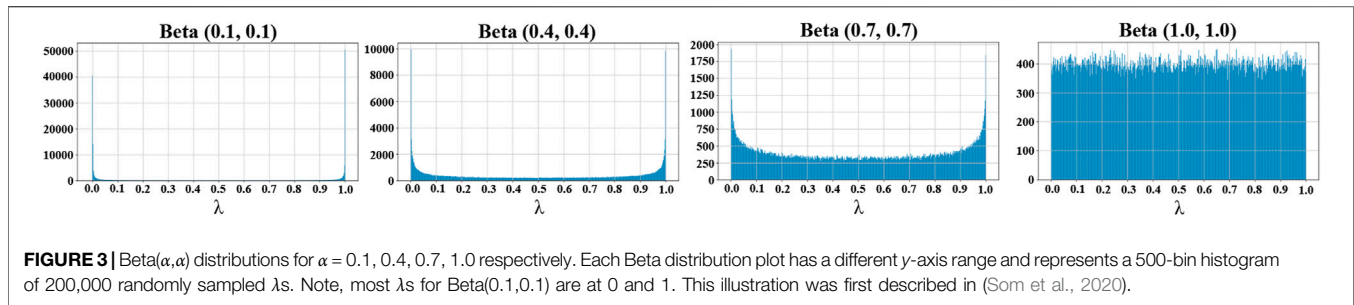 Beta (0.1, 0.1)
50000
40000
30000
20000
10000
0
0.0 0.1 0.2 0.3 0.4 0.5 0.6 0.7 0.8 0.9 1.0
λ
Beta (0.4, 0.4)
10000
8000
6000
4000
2000
0
0.0 0.1 0.2 0.3 0.4 0.5 0.6 0.7 0.8 0.9 1.0
λ
Beta (0.7, 0.7)
2000
1750
1500
1250
1000
750
500
250
0
0.0 0.1 0.2 0.3 0.4 0.5 0.6 0.7 0.8 0.9 1.0
λ
Beta (1.0, 1.0)
400
300
200
100
0
0.0 0.1 0.2 0.3 0.4 0.5 0.6 0.7 0.8 0.9 1.0
λ
FIGURE 3 | Beta(α,α) distributions for α = 0.1, 0.4, 0.7, 1.0 respectively. Each Beta distribution plot has a different y-axis range and represents a 500-bin histogram
of 200,000 randomly sampled λs. Note, most λs for Beta(0.1,0.1) are at 0 and 1. This illustration was first described in (Som et al., 2020).